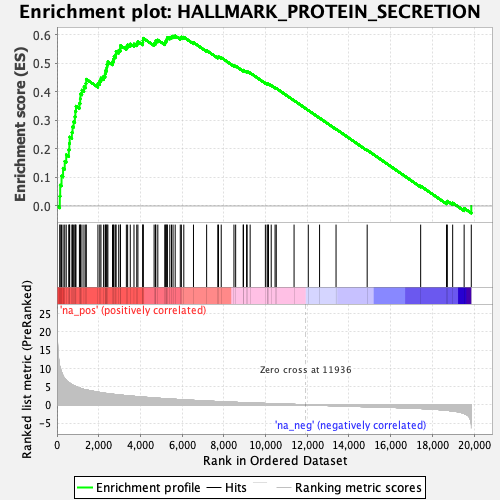 Enrichment plot: HALLMARK_PROTEIN_SECRETION
Enrichment score (ES)
0.6
0.5
0.4
0.3
0.2
0.1
0.0
'na_pos' (positively correlated)
Ranked list metric (PreRanked)
25
20
15
10
5
0
-5
Zero cross at 11936
'na_neg' (negatively correlated)
0 2,000 4,000 6,000 8,000 10,000 12,000 14,000 16,000 18,000 20,000
Rank in Ordered Dataset
Enrichment profile Hits Ranking metric scores